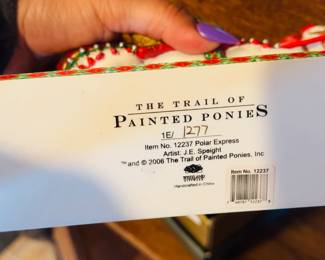 THE TRAIL OF
PAINTED PONIES
1E/ 1277
Item No. 12237 Polar Express
Artist: J.E. Speight
™ and © 2006 The Trail of Painted Ponies, Inc
Handcrafted in China
Item No. 12237